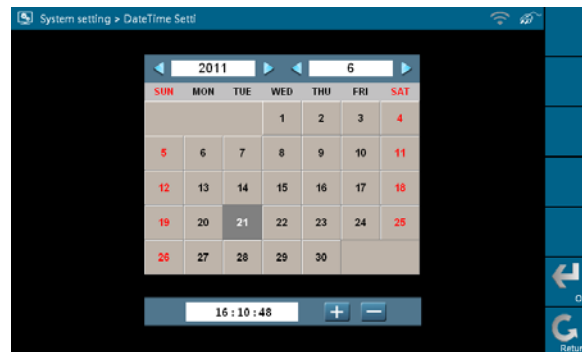 System setting > DateTime Setti
2011 6
SUN MON TUE WED THU FRI SAT
1 2 3 4
5 6 7 8 9 10 11
12 13 14 15 16 17 18
19 20 21 22 23 24 25
26 27 28 29 30
16 : 10 : 48 + −
O
Retur